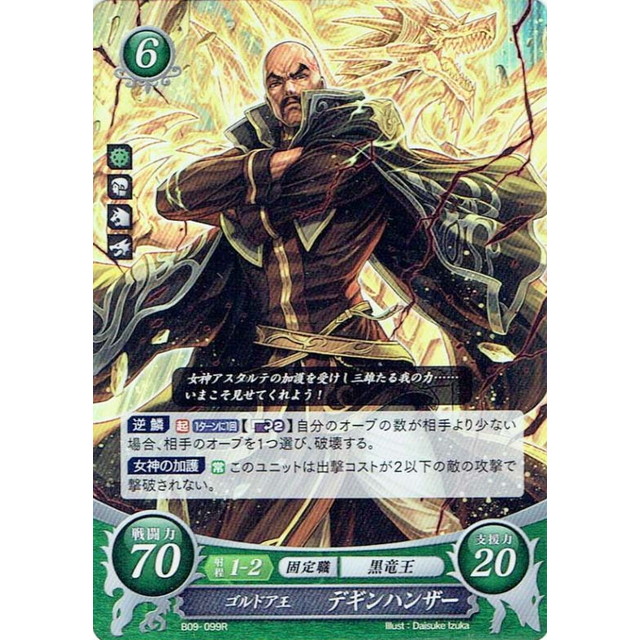 6
女神アスタルテの加護を受けし三雄たる我の力……
いまこそ見せてくれよう！
逆鱗 起 1ターンに1回 【 2】自分のオーブの数が相手より少ない
場合、相手のオーブを1つ選び、破壊する。
女神の加護 常 このユニットは出撃コストが2以下の敵の攻撃で
撃破されない。
戦闘力
70
射程 1-2 固定職 黒竜王
支援力
20
ゴルドア王 デギンハンザー
B09-099R Illust：Daisuke Izuka